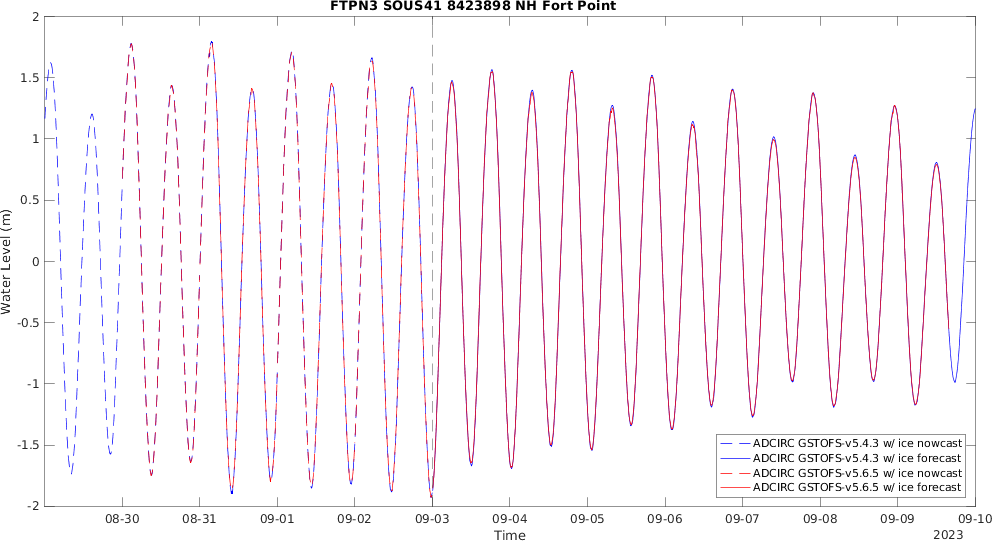 FTPN3 SOUS41 8423898 NH Fort Point
2
1.5
1
0.5
0
-0.5
-1
-1.5
-2
Water Level (m)
ADCIRC GSTOFS-v5.4.3 w/ ice nowcast
ADCIRC GSTOFS-v5.4.3 w/ ice forecast
ADCIRC GSTOFS-v5.6.5 w/ ice nowcast
ADCIRC GSTOFS-v5.6.5 w/ ice forecast
08-30 08-31 09-01 09-02 09-03 09-04 09-05 09-06 09-07 09-08 09-09 09-10
Time
2023